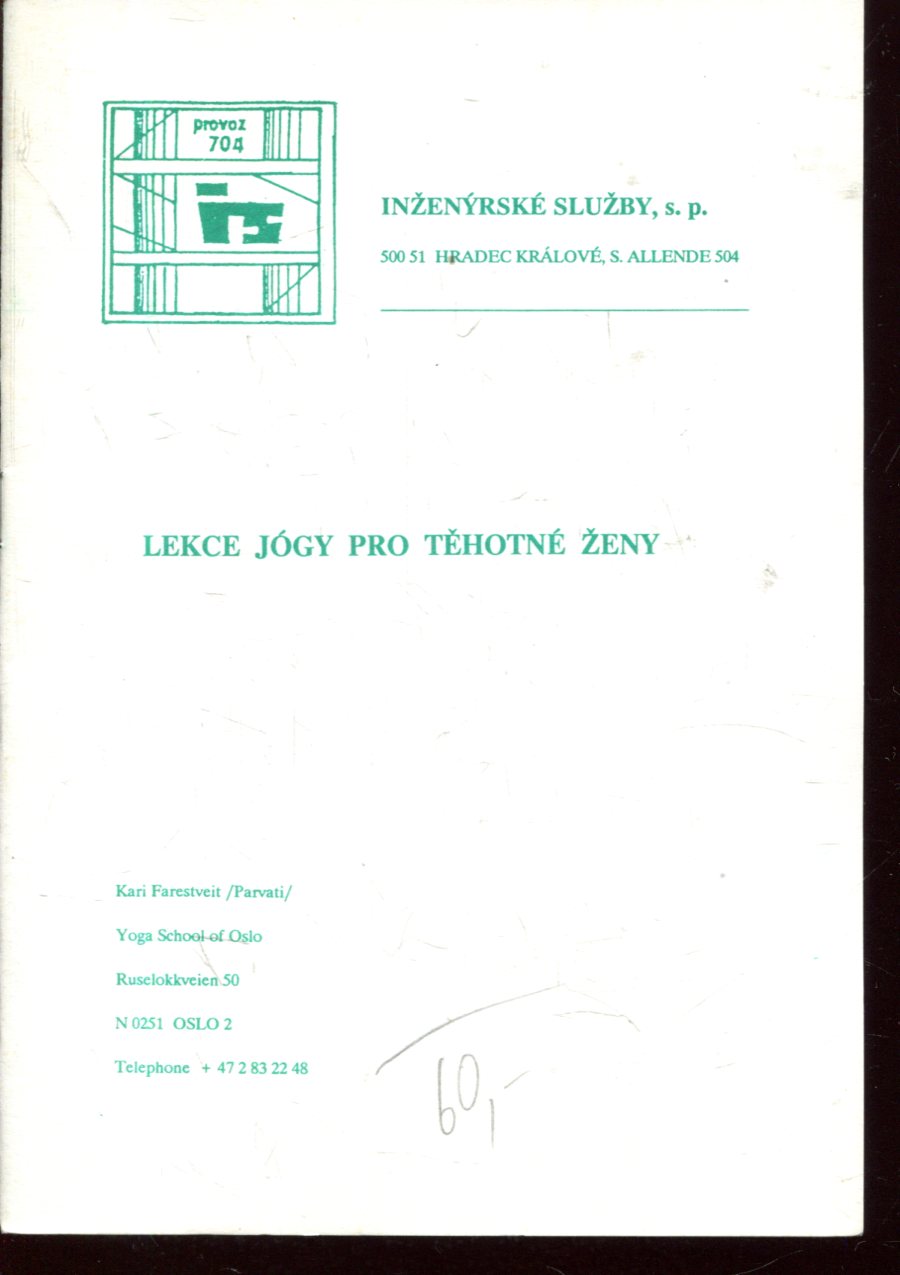 provoz
704
is
INŽENÝRSKÉ SLUŽBY, s. p.
500 51 HRADEC KRÁLOVÉ, S. ALLENDE 504
LEKCE JÓGY PRO TĚHOTNÉ ŽENY
Kari Farestveit /Parvati/
Yoga School of Oslo
Ruselokkveien 50
N 0251 OSLO 2
Telephone + 47 2 83 22 48
60,-